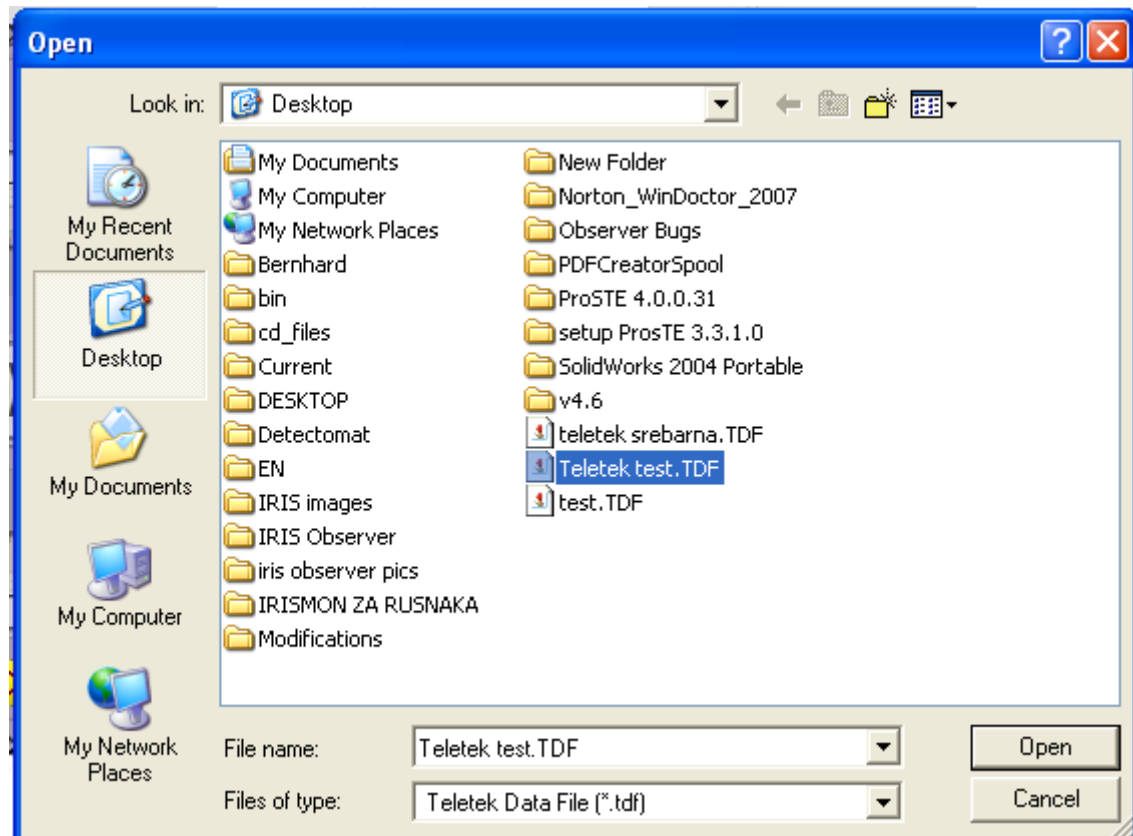 Open
Look in: Desktop
My Recent
Documents
Desktop
My Documents
My Computer
My Network
Places
My Documents
My Computer
My Network Places
Bernhard
bin
cd_files
Current
DESKTOP
Detectomat
EN
IRIS images
IRIS Observer
iris observer pics
IRISMON ZA RUSNAKA
Modifications
New Folder
Norton_WinDoctor_2007
Observer Bugs
PDFCreatorSpool
ProSTE 4.0.0.31
setup ProsTE 3.3.1.0
SolidWorks 2004 Portable
v4.6
teletek srebarna.TDF
Teletek test.TDF
test.TDF
File name: Teletek test.TDF Open
Files of type: Teletek Data File (*.tdf) Cancel